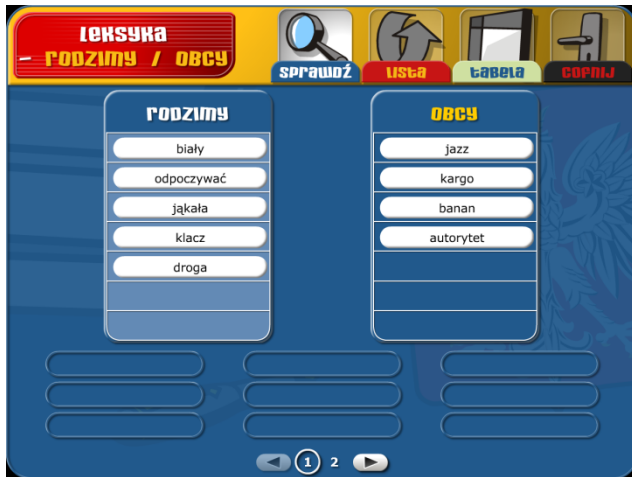 Leksyka
- rodzimy / obcy
sprawdź
lista
tabela
cofnij
rodzimy
biały
odpoczywać
jąkała
klacz
droga
obcy
jazz
kargo
banan
autorytet
1 2